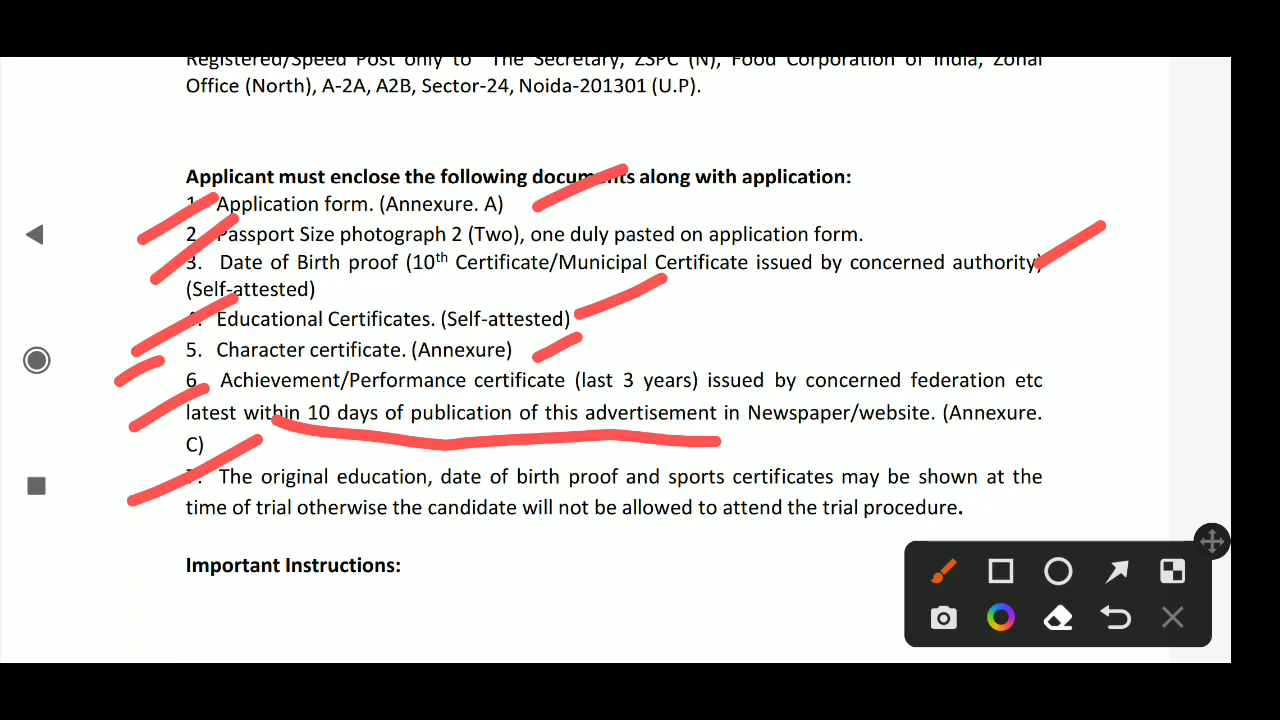 Registered/Speed Post only to The Secretary, ZSPC (N), Food Corporation of India, Zonal
Office (North), A-2A, A2B, Sector-24, Noida-201301 (U.P).
Applicant must enclose the following documents along with application:
1. Application form. (Annexure. A)
2. Passport Size photograph 2 (Two), one duly pasted on application form.
3. Date of Birth proof (10th Certificate/Municipal Certificate issued by concerned authority)
(Self-attested)
4. Educational Certificates. (Self-attested)
5. Character certificate. (Annexure)
6. Achievement/Performance certificate (last 3 years) issued by concerned federation etc
latest within 10 days of publication of this advertisement in Newspaper/website. (Annexure.
C)
7. The original education, date of birth proof and sports certificates may be shown at the
time of trial otherwise the candidate will not be allowed to attend the trial procedure.
Important Instructions: